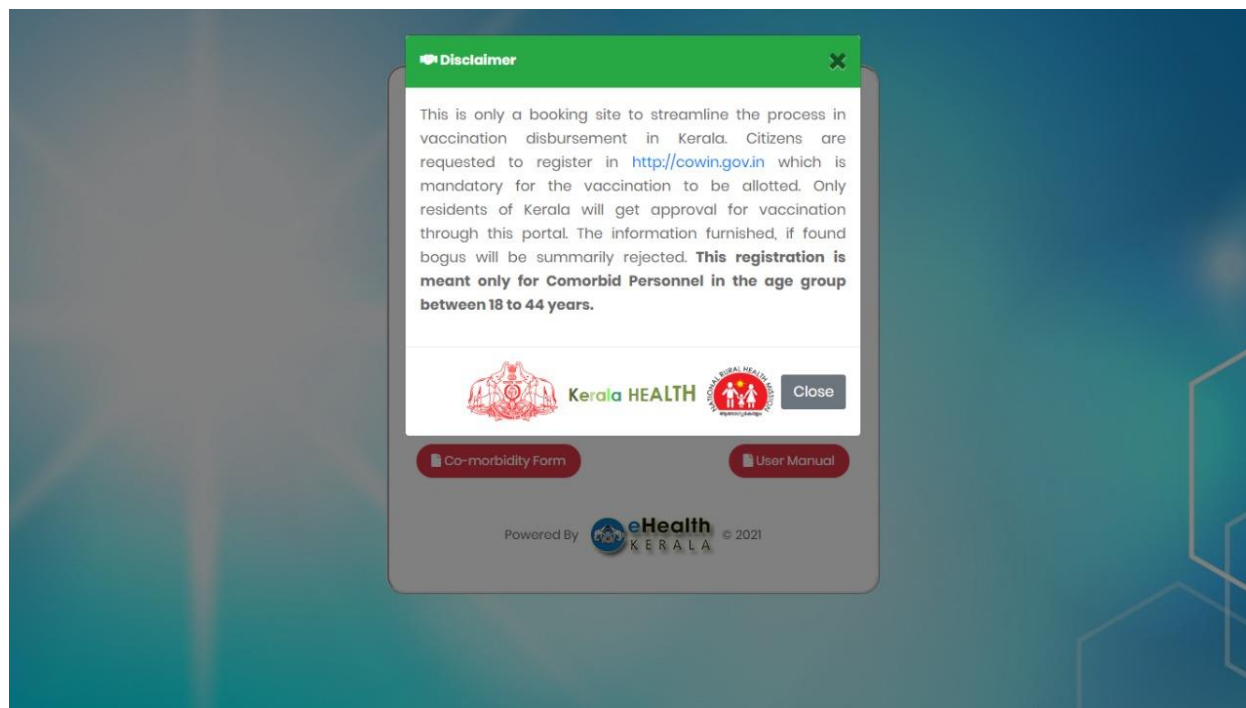 Disclaimer
This is only a booking site to streamline the process in
vaccination disbursement in Kerala. Citizens are
requested to register in http://cowin.gov.in which is
mandatory for the vaccination to be allotted. Only
residents of Kerala will get approval for vaccination
through this portal. The information furnished, if found
bogus will be summarily rejected. This registration is
meant only for Comorbid Personnel in the age group
between 18 to 44 years.
Kerala HEALTH
NATIONAL RURAL HEALTH MISSION
Close
Co-morbidity Form
User Manual
Powered By eHealth KERALA © 2021